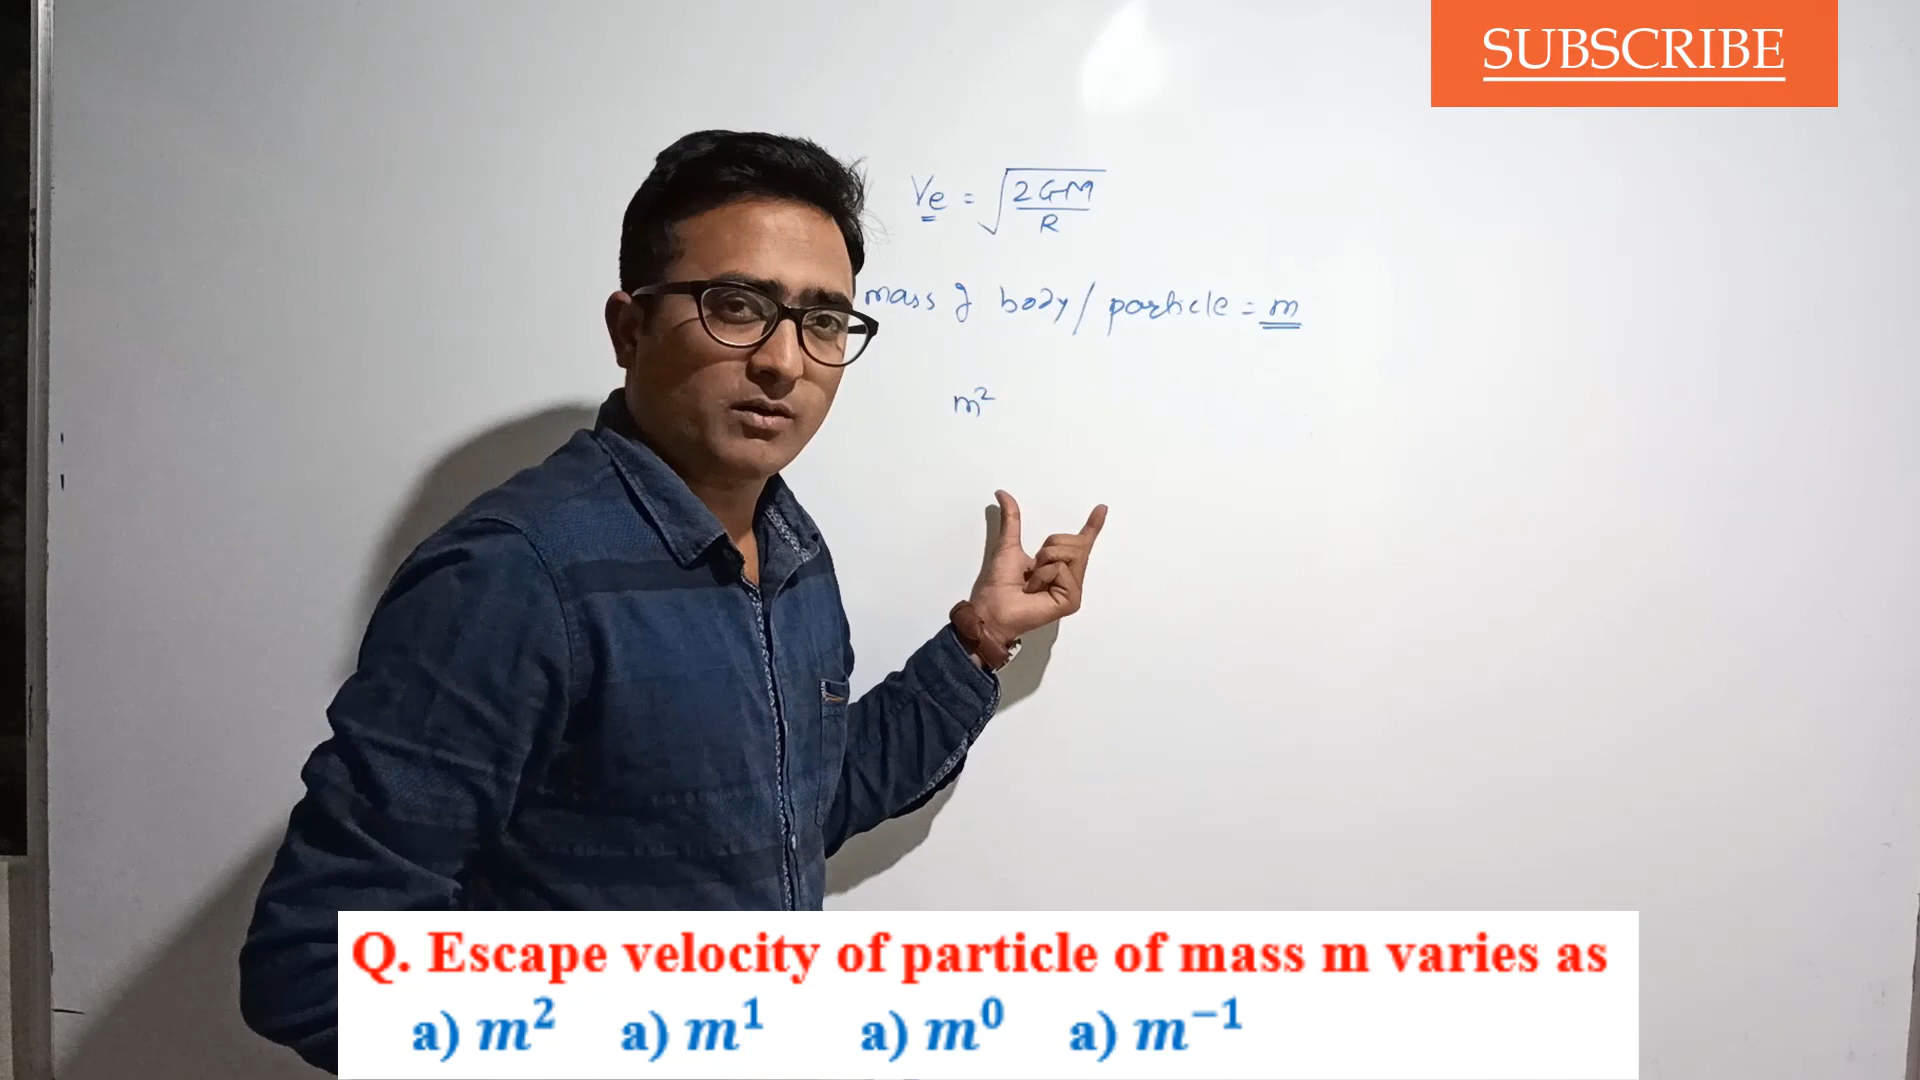 SUBSCRIBE
Ve = √2GM/R
mass of body / particle = m
m²
Q. Escape velocity of particle of mass m varies as
a) m² a) m¹ a) m⁰ a) m⁻¹